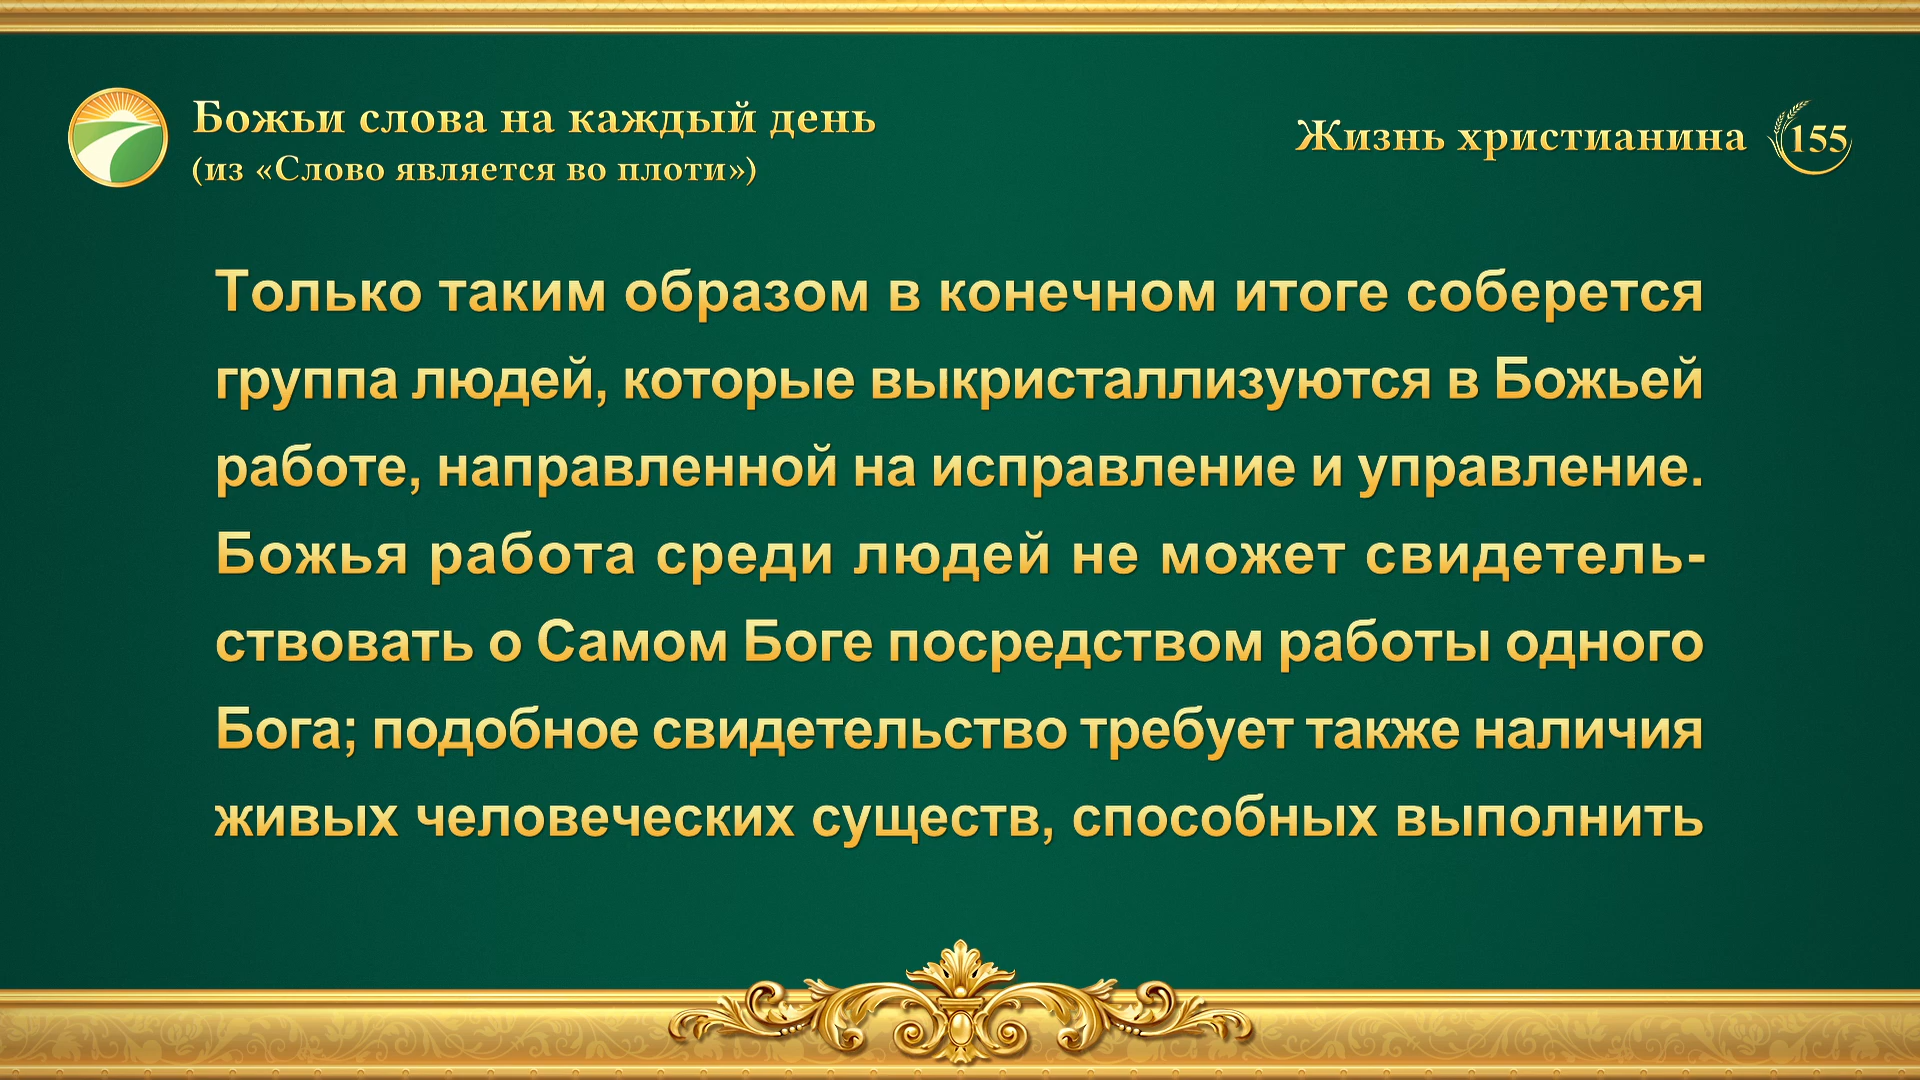 Божьи слова на каждый день
(из «Слово является во плоти»)
Жизнь христианина 155
Только таким образом в конечном итоге соберется
группа людей, которые выкристаллизуются в Божьей
работе, направленной на исправление и управление.
Божья работа среди людей не может свидетель-
ствовать о Самом Боге посредством работы одного
Бога; подобное свидетельство требует также наличия
живых человеческих существ, способных выполнить